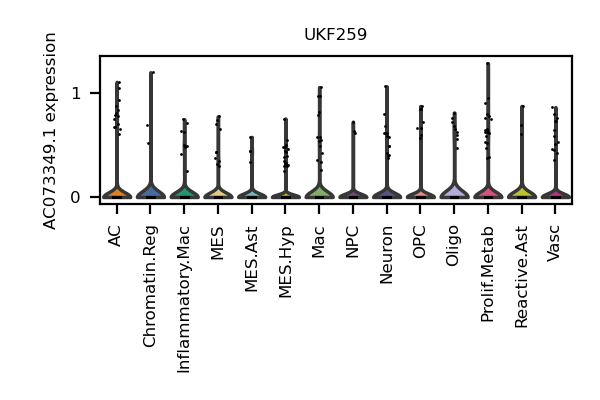 UKF259
AC073349.1 expression
1
0
AC
Chromatin.Reg
Inflammatory.Mac
MES
MES.Ast
MES.Hyp
Mac
NPC
Neuron
OPC
Oligo
Prolif.Metab
Reactive.Ast
Vasc